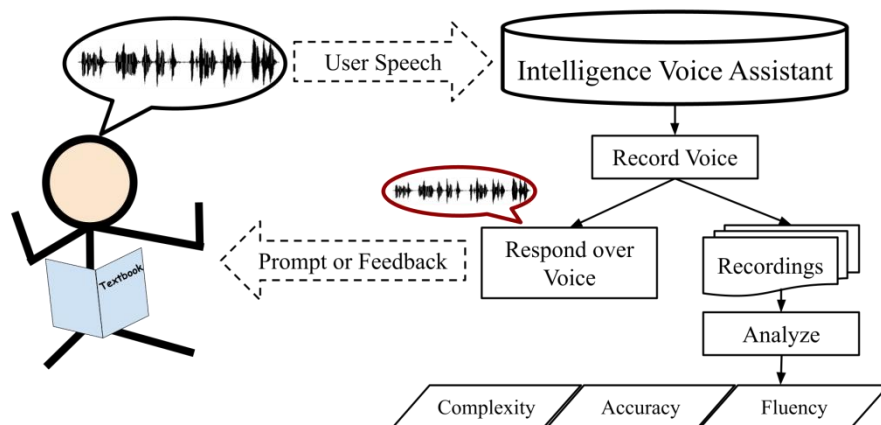 User Speech
Intelligence Voice Assistant
Record Voice
Prompt or Feedback
Respond over
Voice
Recordings
Textbook
Analyze
Complexity
Accuracy
Fluency